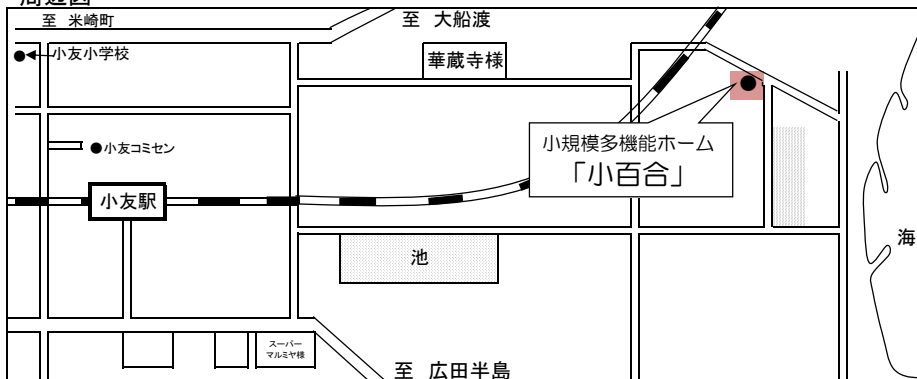 周辺図
至 米崎町
至 大船渡
小友小学校
華蔵寺様
小友コミセン
小規模多機能ホーム
「小百合」
小友駅
海
池
スーパー
マルミヤ様
至 広田半島